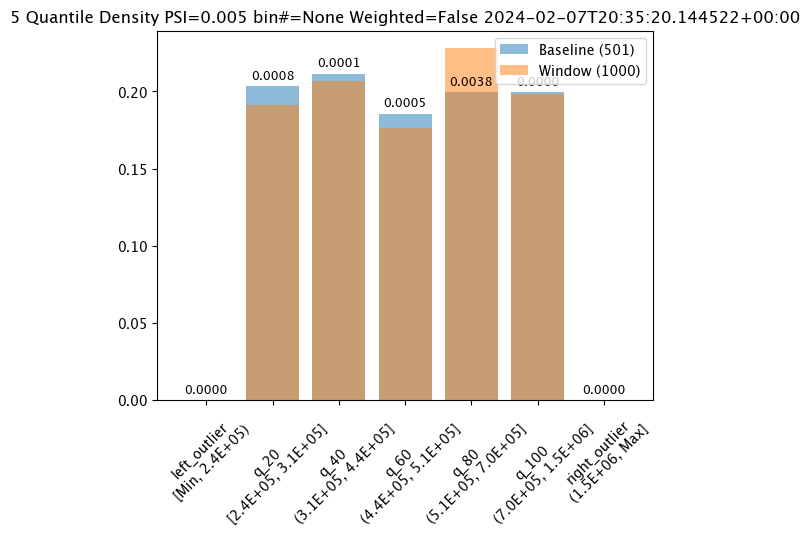 5 Quantile Density PSI=0.005 bin#=None Weighted=False 2024-02-07T20:35:20.144522+00:00
Baseline (501)
Window (1000)
0.0000
0.0008
0.0001
0.0005
0.0038
0.0000
0.0000
0.20
0.15
0.10
0.05
0.00
left_outlier
[Min, 2.4E+05)
q_20
[2.4E+05, 3.1E+05]
q_40
(3.1E+05, 4.4E+05]
q_60
(4.4E+05, 5.1E+05]
q_80
(5.1E+05, 7.0E+05]
q_100
(7.0E+05, 1.5E+06]
right_outlier
(1.5E+06, Max]